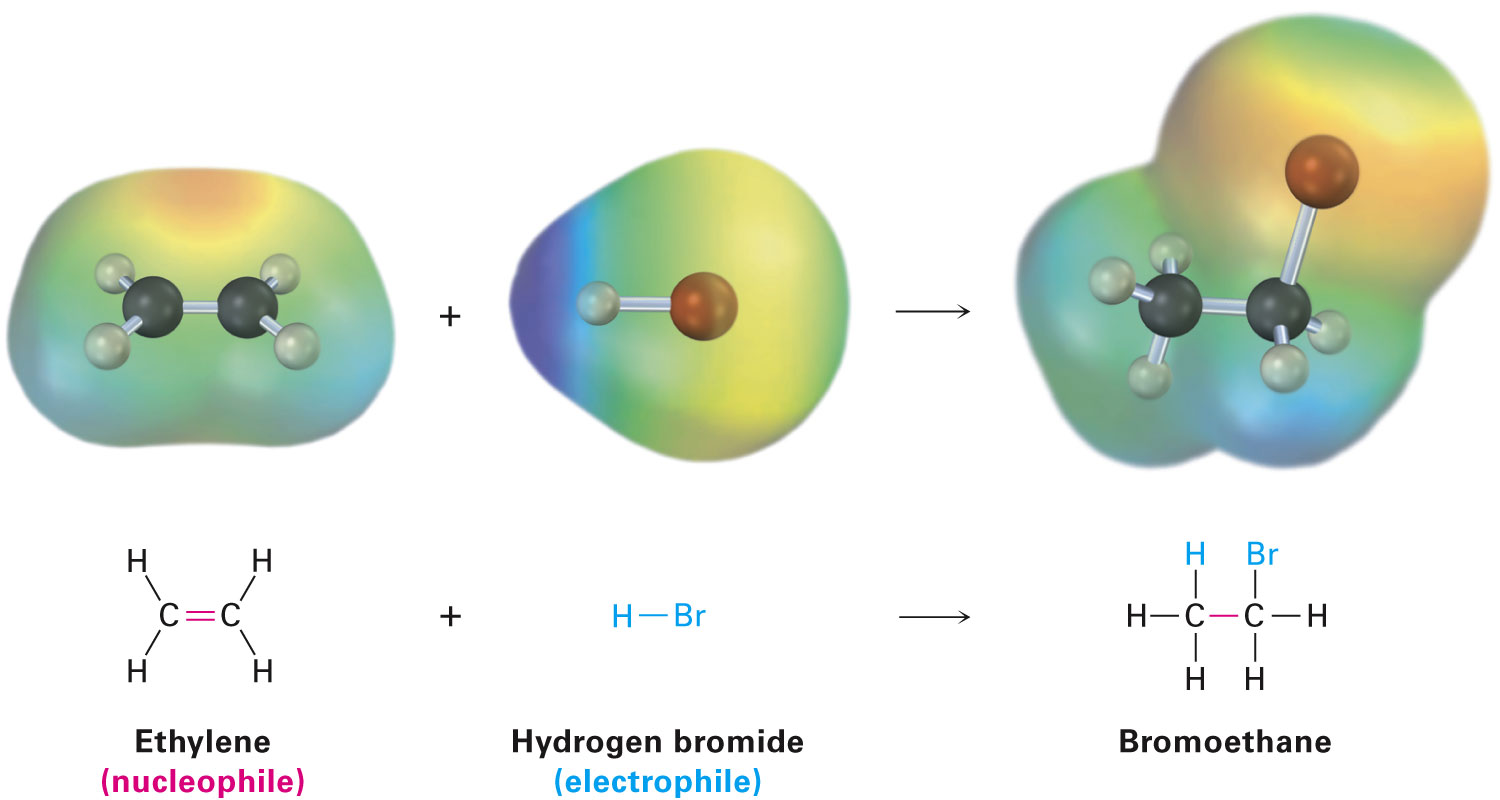 +
H H H Br
C=C + H—Br H—C—C—H
H H H H
Ethylene Hydrogen bromide Bromoethane
(nucleophile) (electrophile)